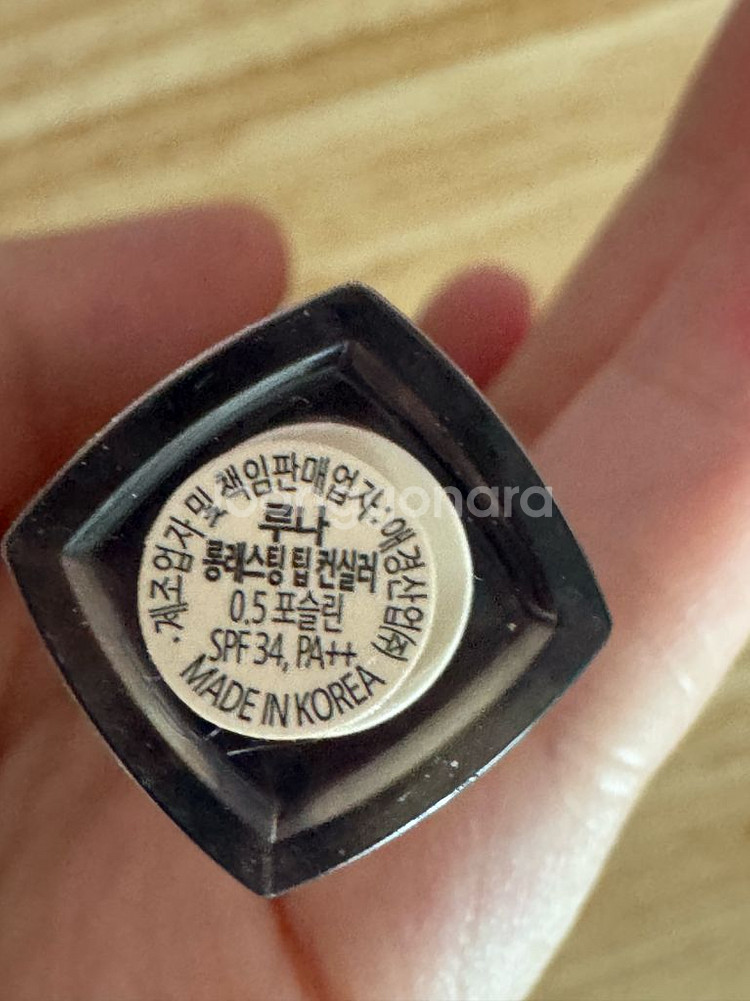 ·제조업자 및 책임판매업자:애경산업(주)
루나
롱래스팅 팁 컨실러
0.5 포슬린
SPF 34, PA++
MADE IN KOREA